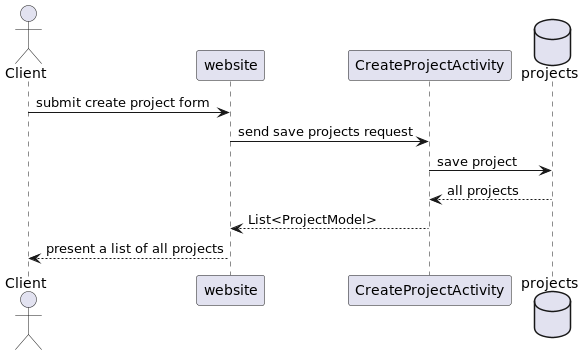 Client
website
CreateProjectActivity
projects
submit create project form
send save projects request
save project
all projects
List<ProjectModel>
present a list of all projects
Client
website
CreateProjectActivity
projects